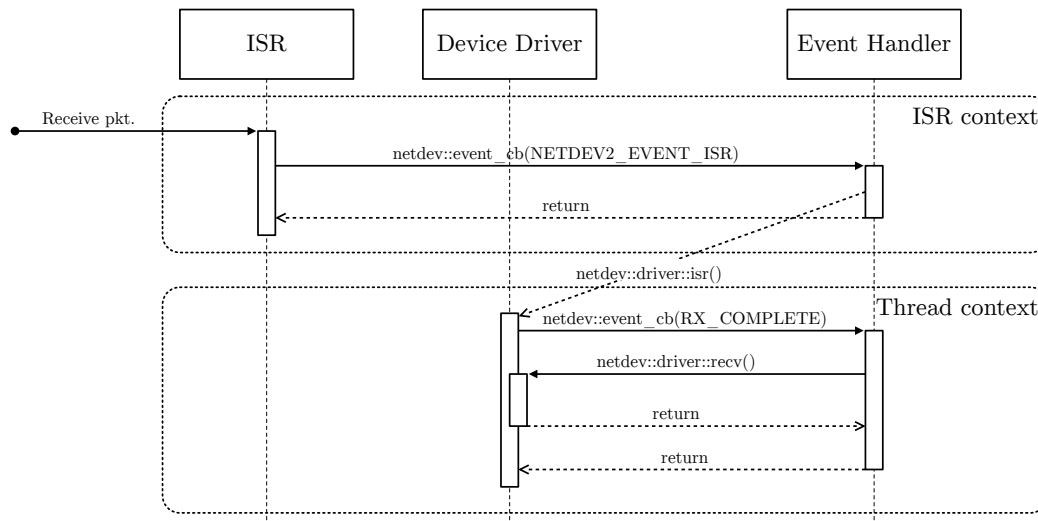 ISR
Device Driver
Event Handler
ISR context
Receive pkt.
netdev::event_cb(NETDEV2_EVENT_ISR)
return
netdev::driver::isr()
Thread context
netdev::event_cb(RX_COMPLETE)
netdev::driver::recv()
return
return